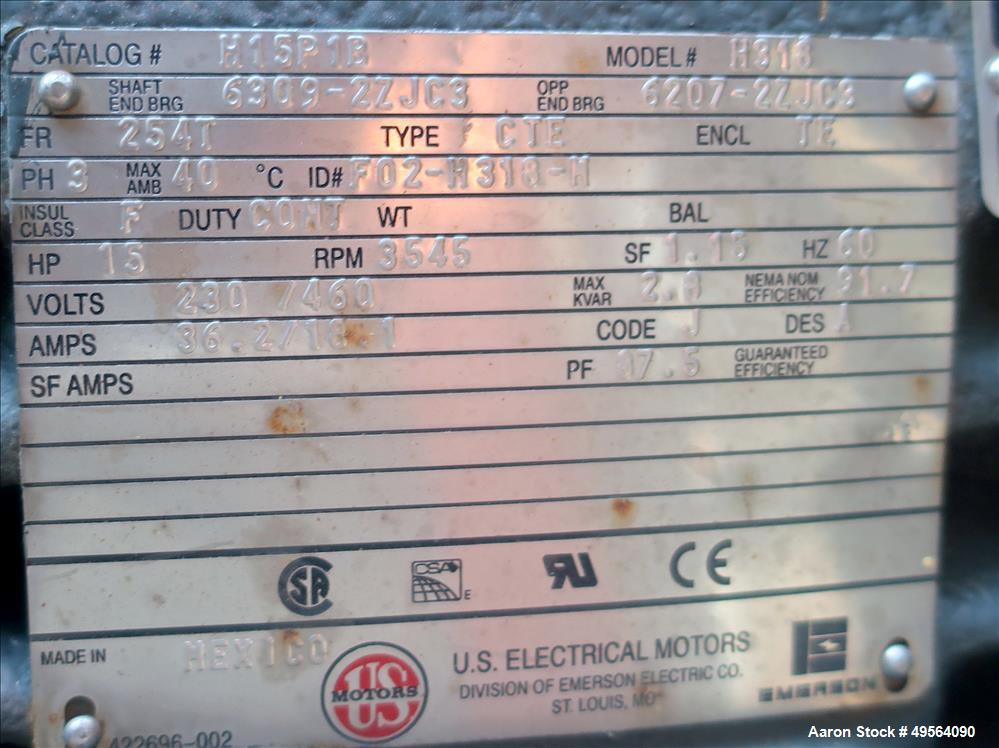 CATALOG # H15P1B MODEL # H318
SHAFT END BRG 6309-2ZJC3 OPP END BRG 6207-2ZJC3
FR 254T TYPE CTE ENCL TE
PH 3 MAX AMB 40 °C ID# F02-H318-M
INSUL CLASS F DUTY CONT WT BAL
HP 15 RPM 3545 SF 1.15 HZ 60
VOLTS 230 /460 MAX KVAR 2.8 NEMA NOM EFFICIENCY 91.7
AMPS 36.2/18.1 CODE J DES A
SF AMPS PF GUARANTEED EFFICIENCY
SA
CSA E
RU
CE
MADE IN MEXICO
US MOTORS
U.S. ELECTRICAL MOTORS
DIVISION OF EMERSON ELECTRIC CO.
ST. LOUIS, MO
EMERSON
422696-002
Aaron Stock # 49564090